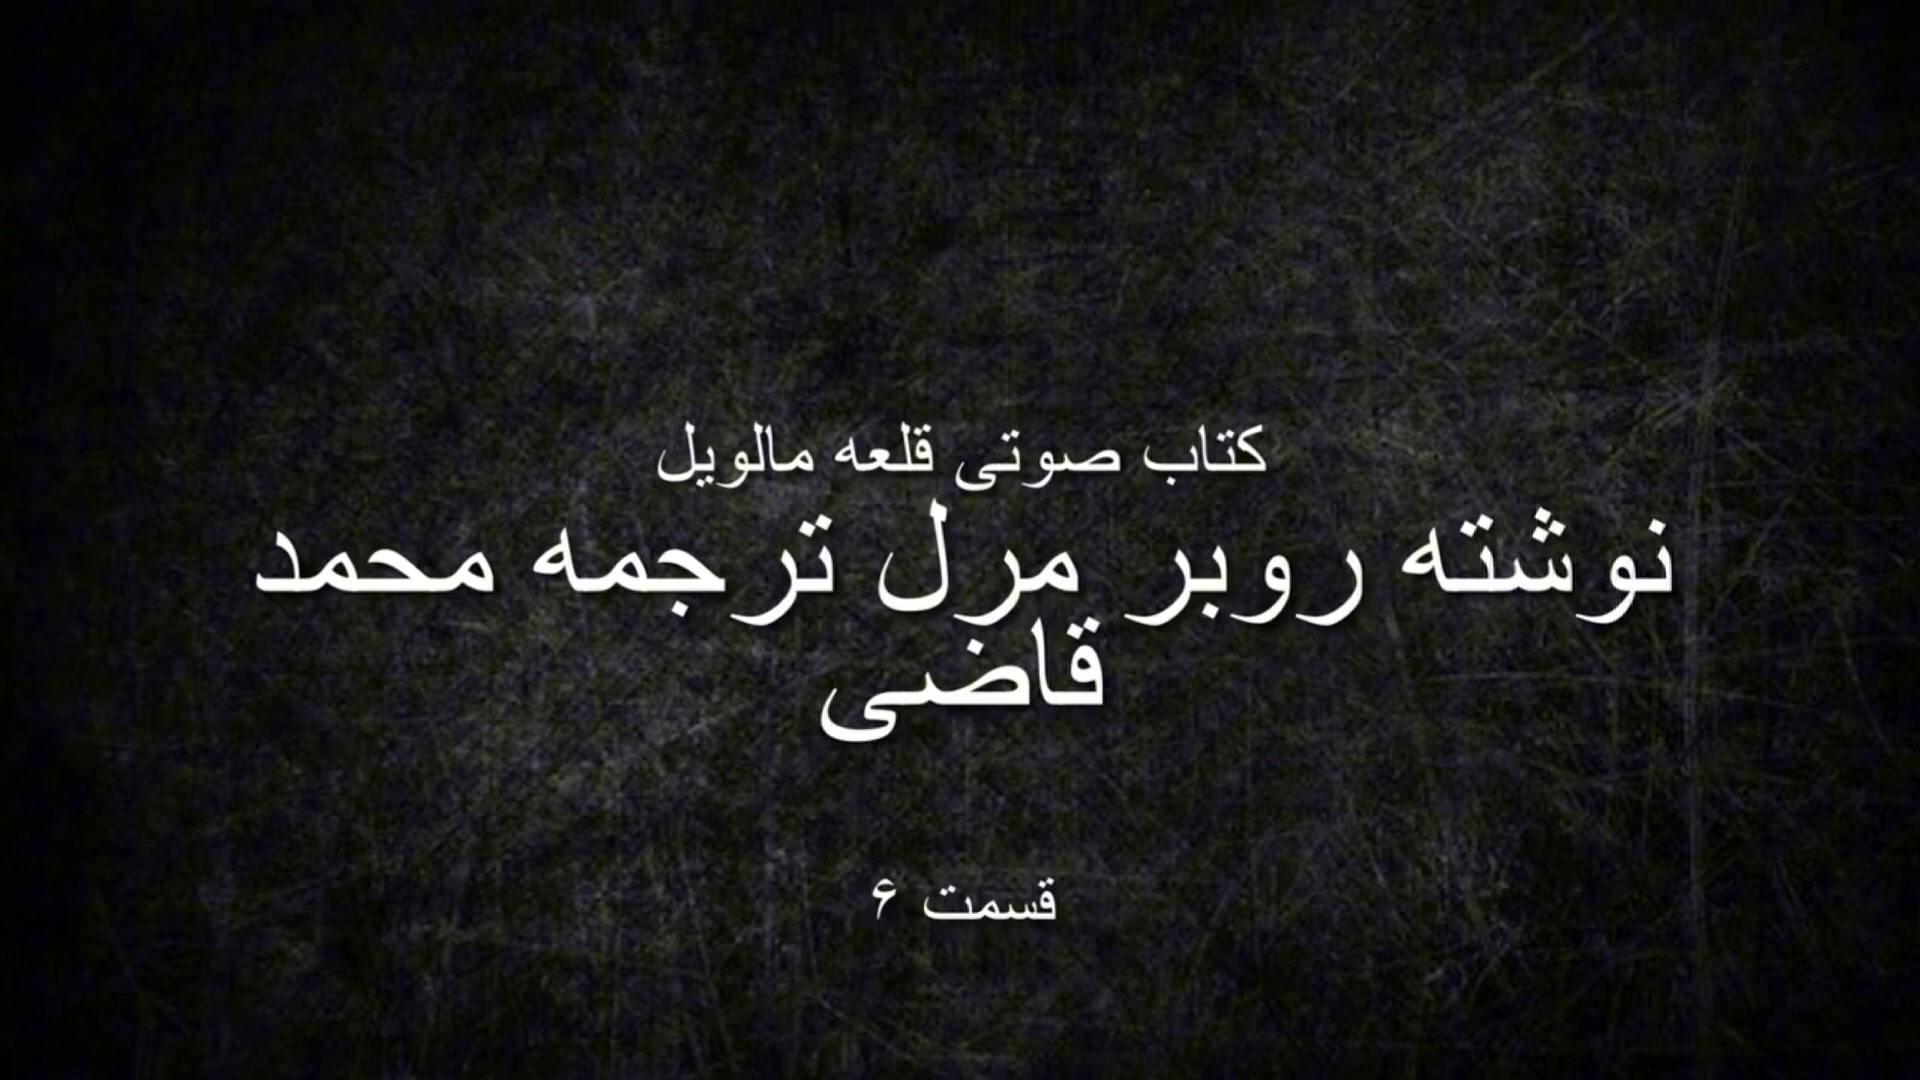 کتاب صوتی قلعه مالویل
نوشته روبر مرل ترجمه محمد
قاضی
قسمت ۶